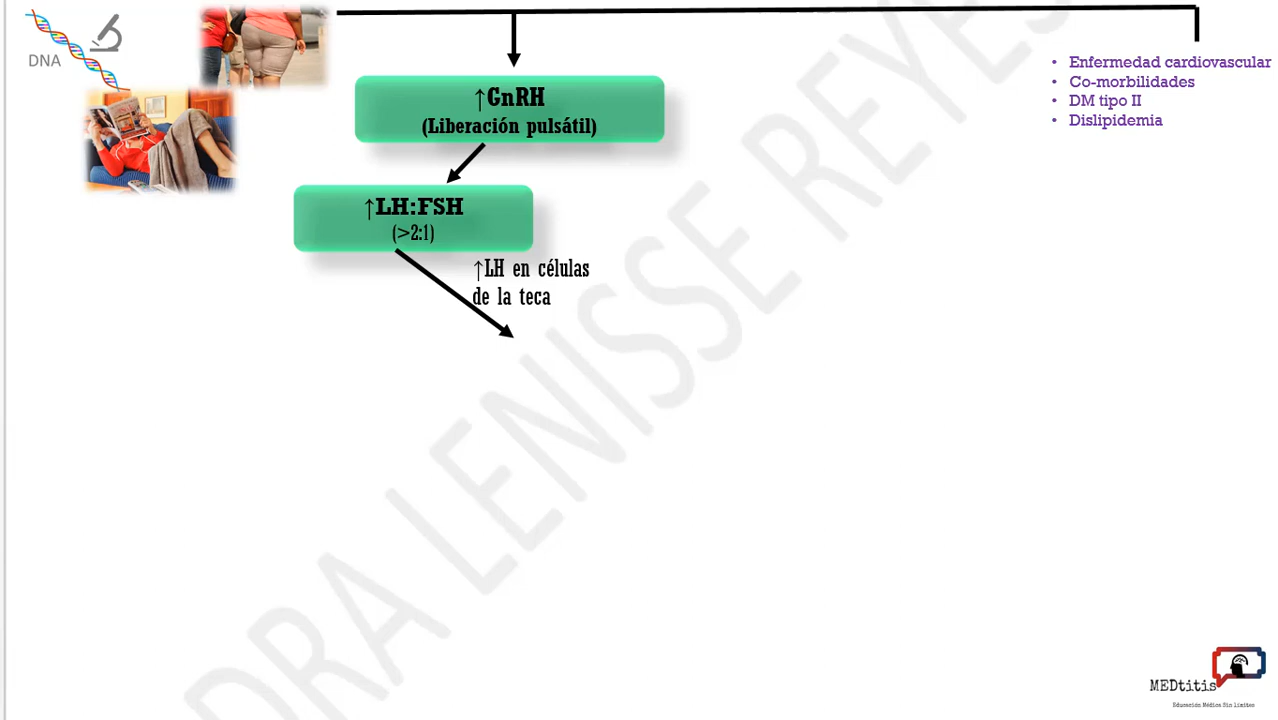 DNA
↑GnRH
(Liberación pulsátil)
↑LH:FSH
(>2:1)
↑LH en células
de la teca
• Enfermedad cardiovascular
• Co-morbilidades
• DM tipo II
• Dislipidemia
DRA LENISSE REYES
MEDtitis
Educación Médica Sin límites